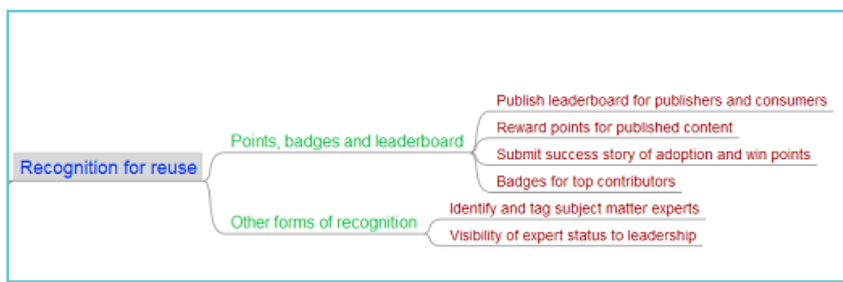 Recognition for reuse
Points, badges and leaderboard
Publish leaderboard for publishers and consumers
Reward points for published content
Submit success story of adoption and win points
Badges for top contributors
Other forms of recognition
Identify and tag subject matter experts
Visibility of expert status to leadership